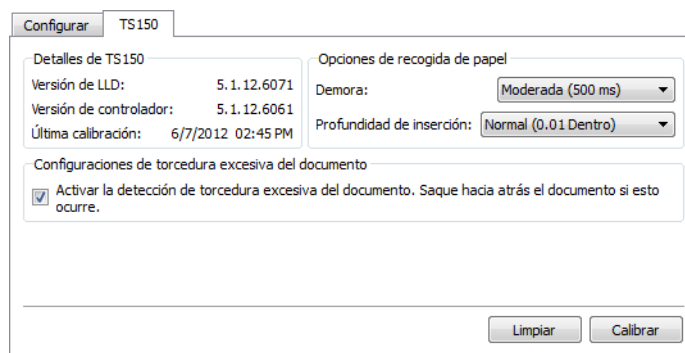 Configurar TS150
Detalles de TS150
Versión de LLD: 5.1.12.6071
Versión de controlador: 5.1.12.6061
Última calibración: 6/7/2012 02:45 PM
Opciones de recogida de papel
Demora: Moderada (500 ms)
Profundidad de inserción: Normal (0.01 Dentro)
Configuraciones de torcedura excesiva del documento
Activar la detección de torcedura excesiva del documento. Saque hacia atrás el documento si esto
ocurre.
Limpiar Calibrar